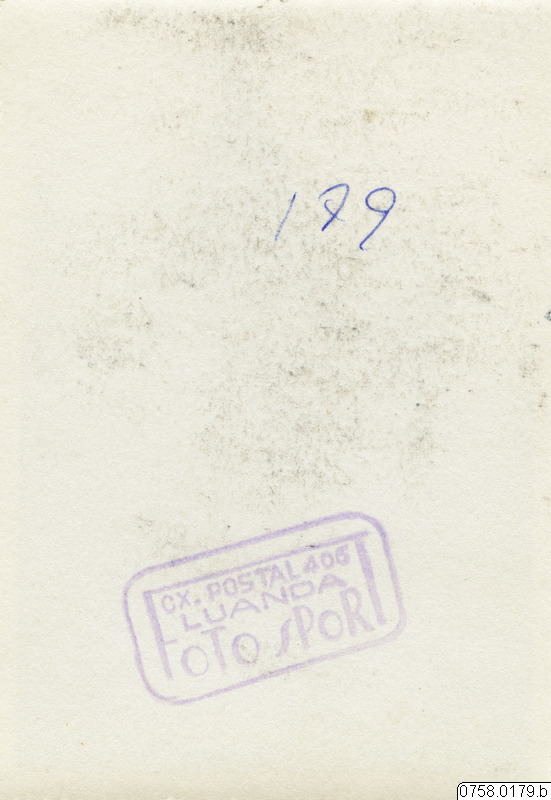 179
CX. POSTAL 406
LUANDA
FOTO SPORT
0758.0179.b